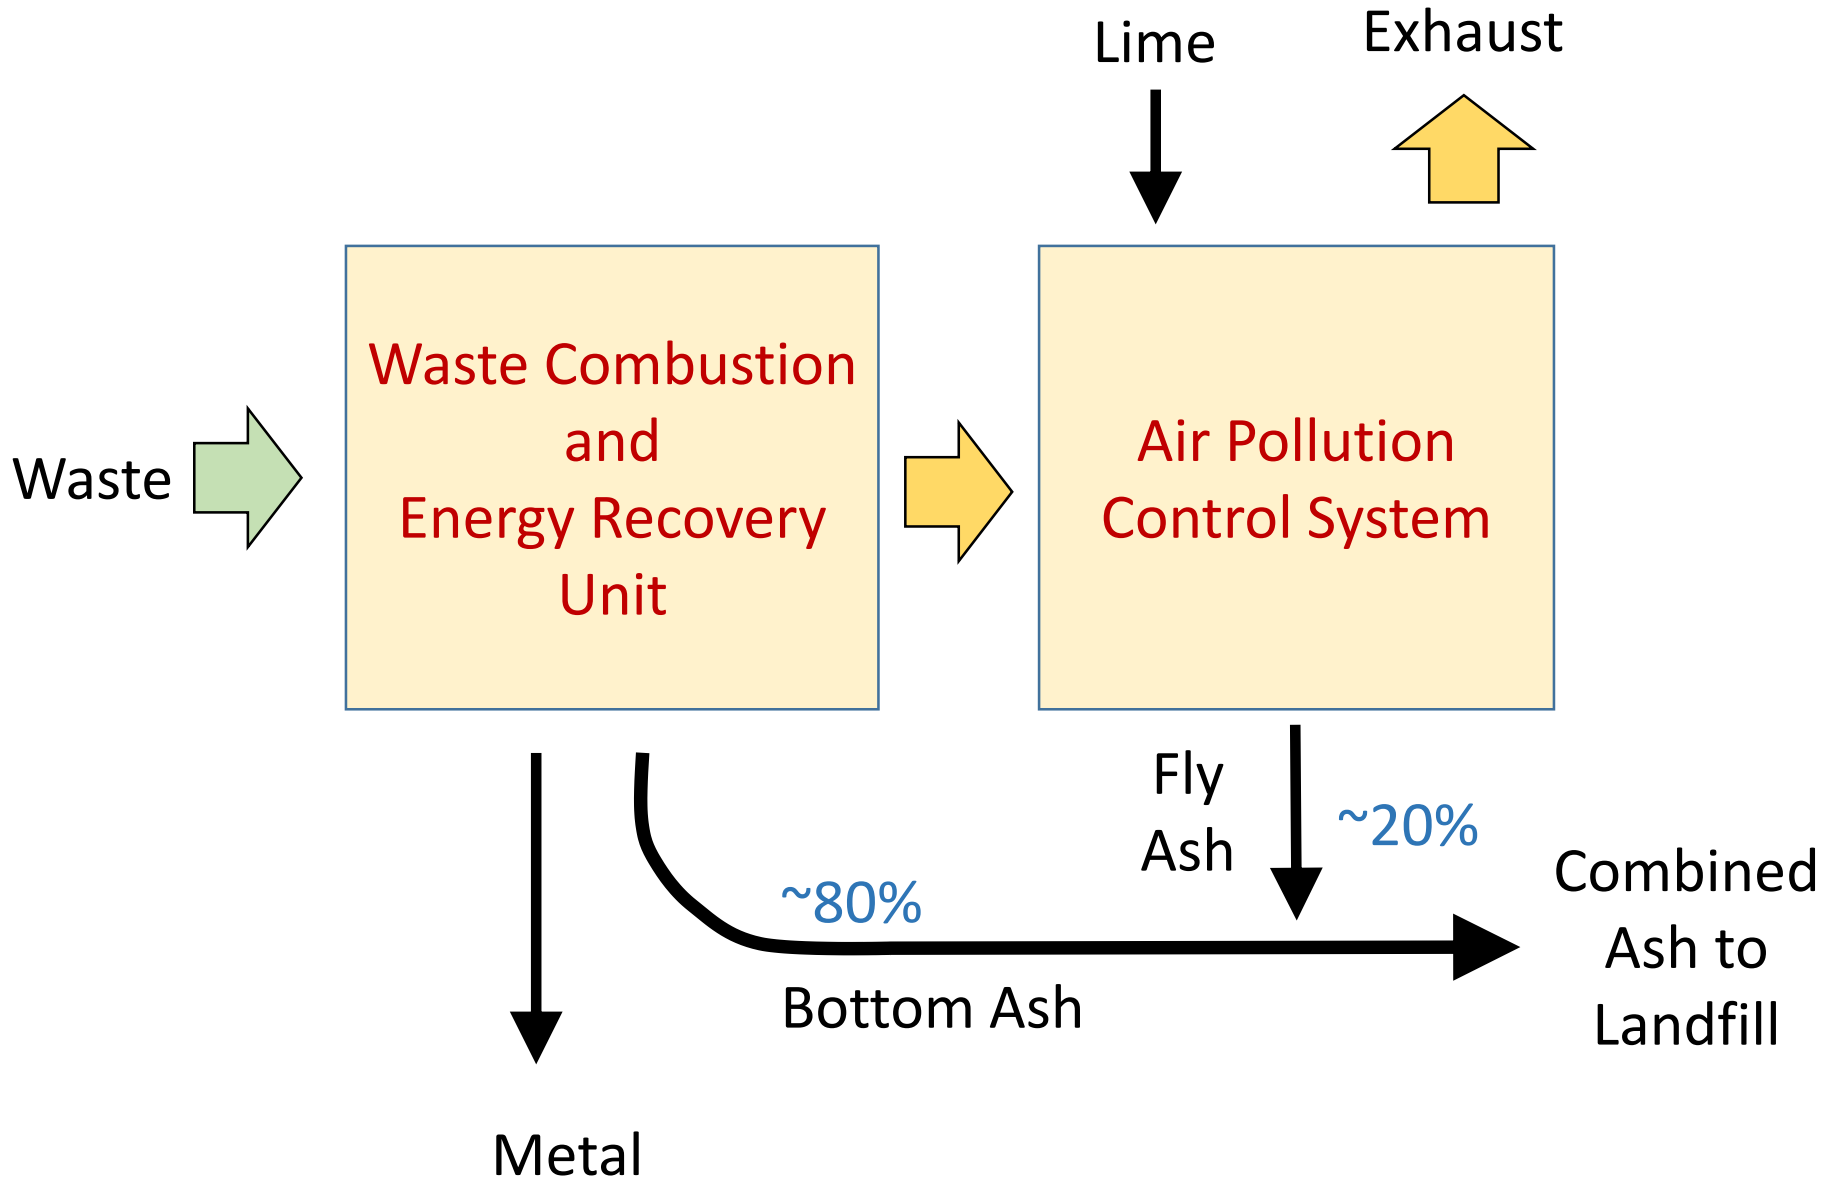 Lime
Exhaust
Waste
Waste Combustion
and
Energy Recovery
Unit
Air Pollution
Control System
Fly
Ash
~20%
~80%
Bottom Ash
Combined
Ash to
Landfill
Metal